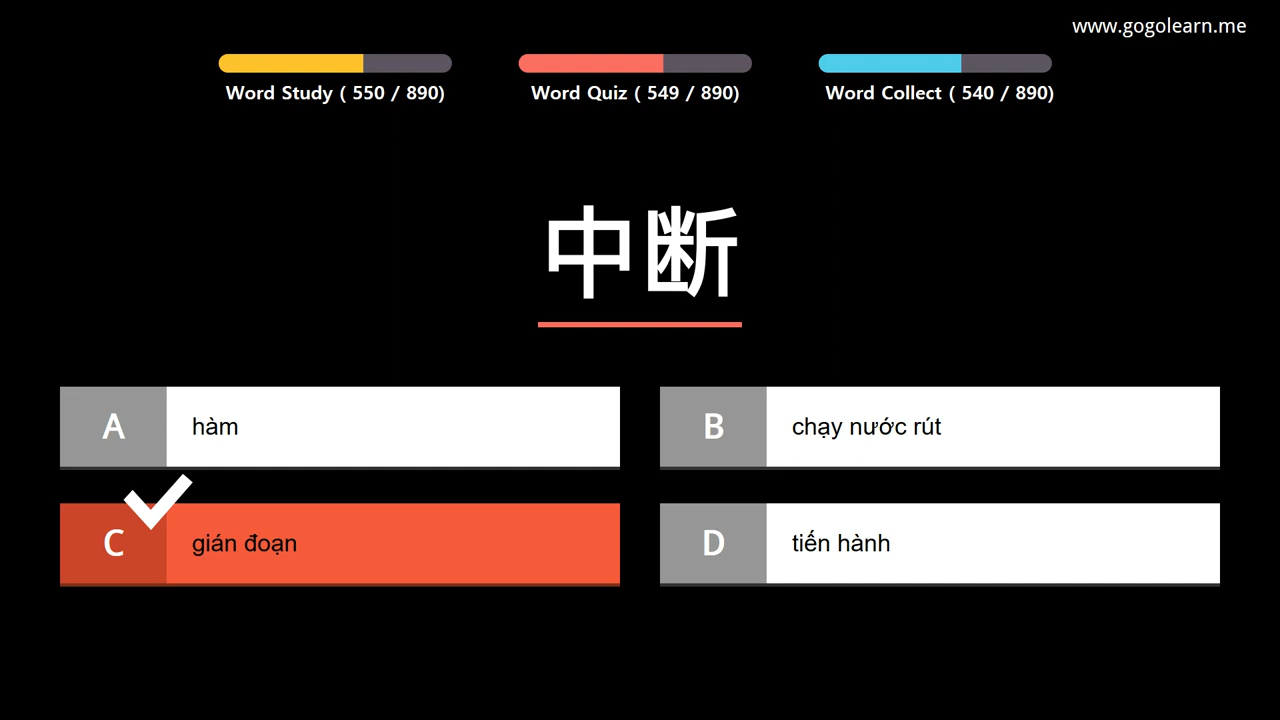 www.gogolearn.me
Word Study ( 550 / 890)
Word Quiz ( 549 / 890)
Word Collect ( 540 / 890)
中断
A
hàm
B
chạy nước rút
C
gián đoạn
D
tiến hành